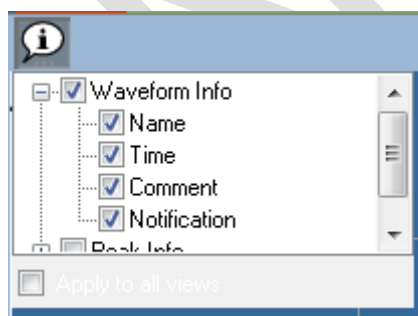 Waveform Info
Name
Time
Comment
Notification
Peak Info
Apply to all views